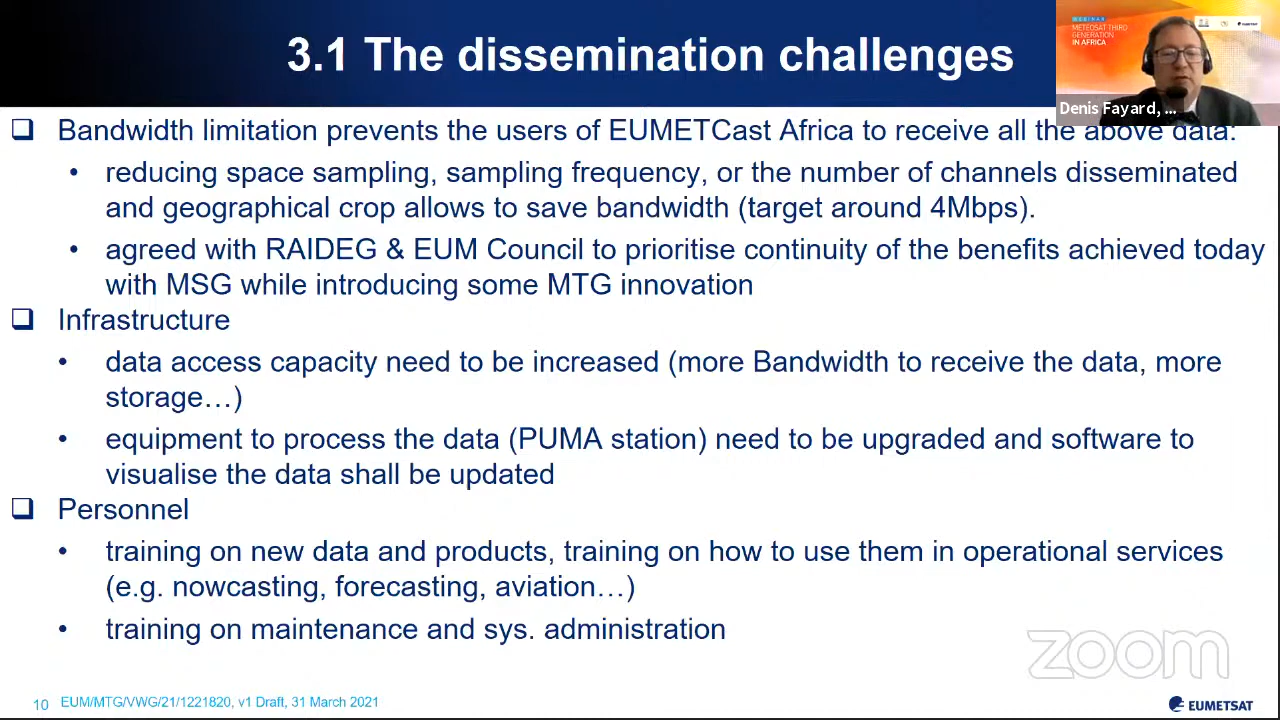 3.1 The dissemination challenges
WEBINAR
METEOSAT THIRD
GENERATION
IN AFRICA
EUMETSAT
Denis Fayard, ...
❑ Bandwidth limitation prevents the users of EUMETCast Africa to receive all the above data:
• reducing space sampling, sampling frequency, or the number of channels disseminated
and geographical crop allows to save bandwidth (target around 4Mbps).
• agreed with RAIDEG & EUM Council to prioritise continuity of the benefits achieved today
with MSG while introducing some MTG innovation
❑ Infrastructure
• data access capacity need to be increased (more Bandwidth to receive the data, more
storage…)
• equipment to process the data (PUMA station) need to be upgraded and software to
visualise the data shall be updated
❑ Personnel
• training on new data and products, training on how to use them in operational services
(e.g. nowcasting, forecasting, aviation…)
• training on maintenance and sys. administration
zoom
10 EUM/MTG/VWG/21/1221820, v1 Draft, 31 March 2021
EUMETSAT